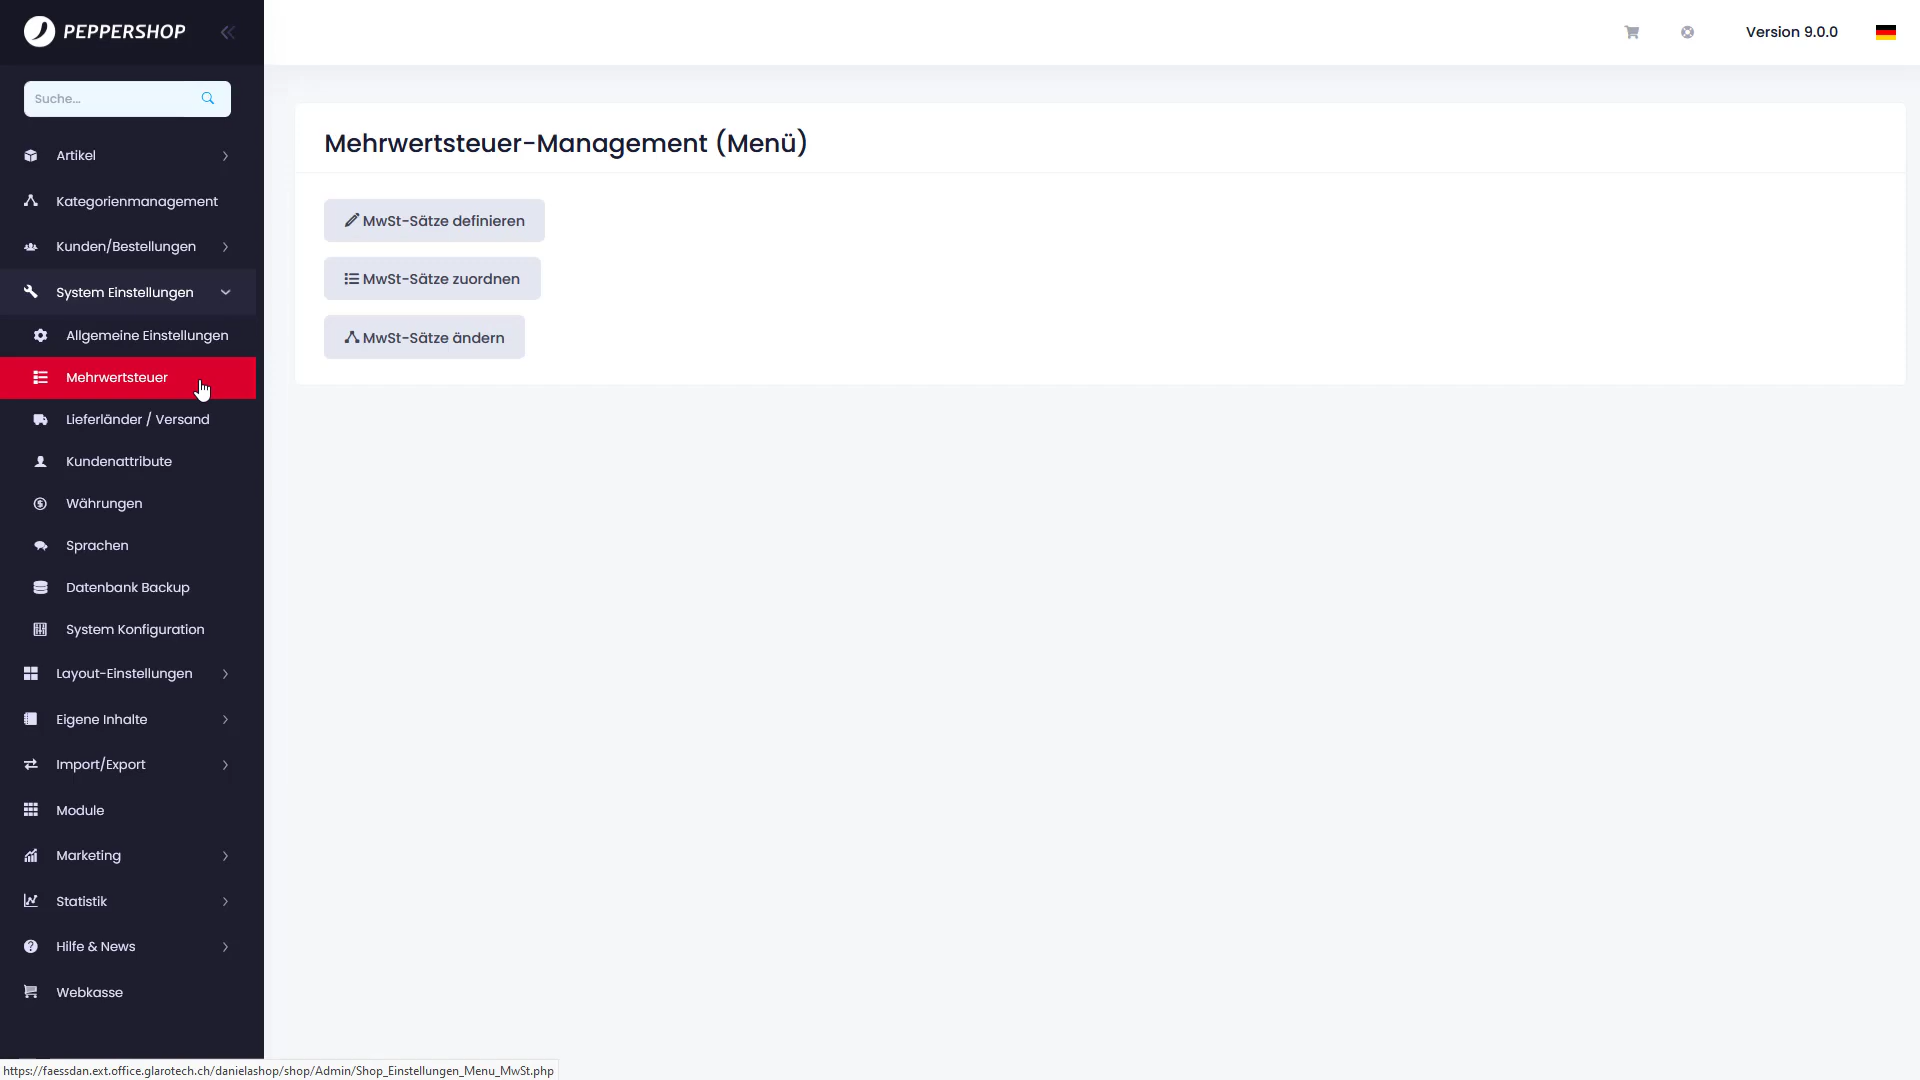 PEPPERSHOP
Version 9.0.0
Suche...
Artikel
Kategorienmanagement
Kunden/Bestellungen
System Einstellungen
Allgemeine Einstellungen
Mehrwertsteuer
Lieferländer / Versand
Kundenattribute
Währungen
Sprachen
Datenbank Backup
System Konfiguration
Layout-Einstellungen
Eigene Inhalte
Import/Export
Module
Marketing
Statistik
Hilfe & News
Webkasse
Mehrwertsteuer-Management (Menü)
MwSt-Sätze definieren
MwSt-Sätze zuordnen
MwSt-Sätze ändern
https://faessdan.ext.office.glarotech.ch/danielashop/shop/Admin/Shop_Einstellungen_Menu_MwSt.php